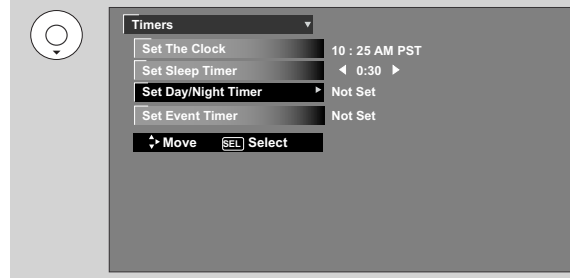 Timers
Set The Clock 10 : 25 AM PST
Set Sleep Timer 0:30
Set Day/Night Timer Not Set
Set Event Timer Not Set
Move SEL Select